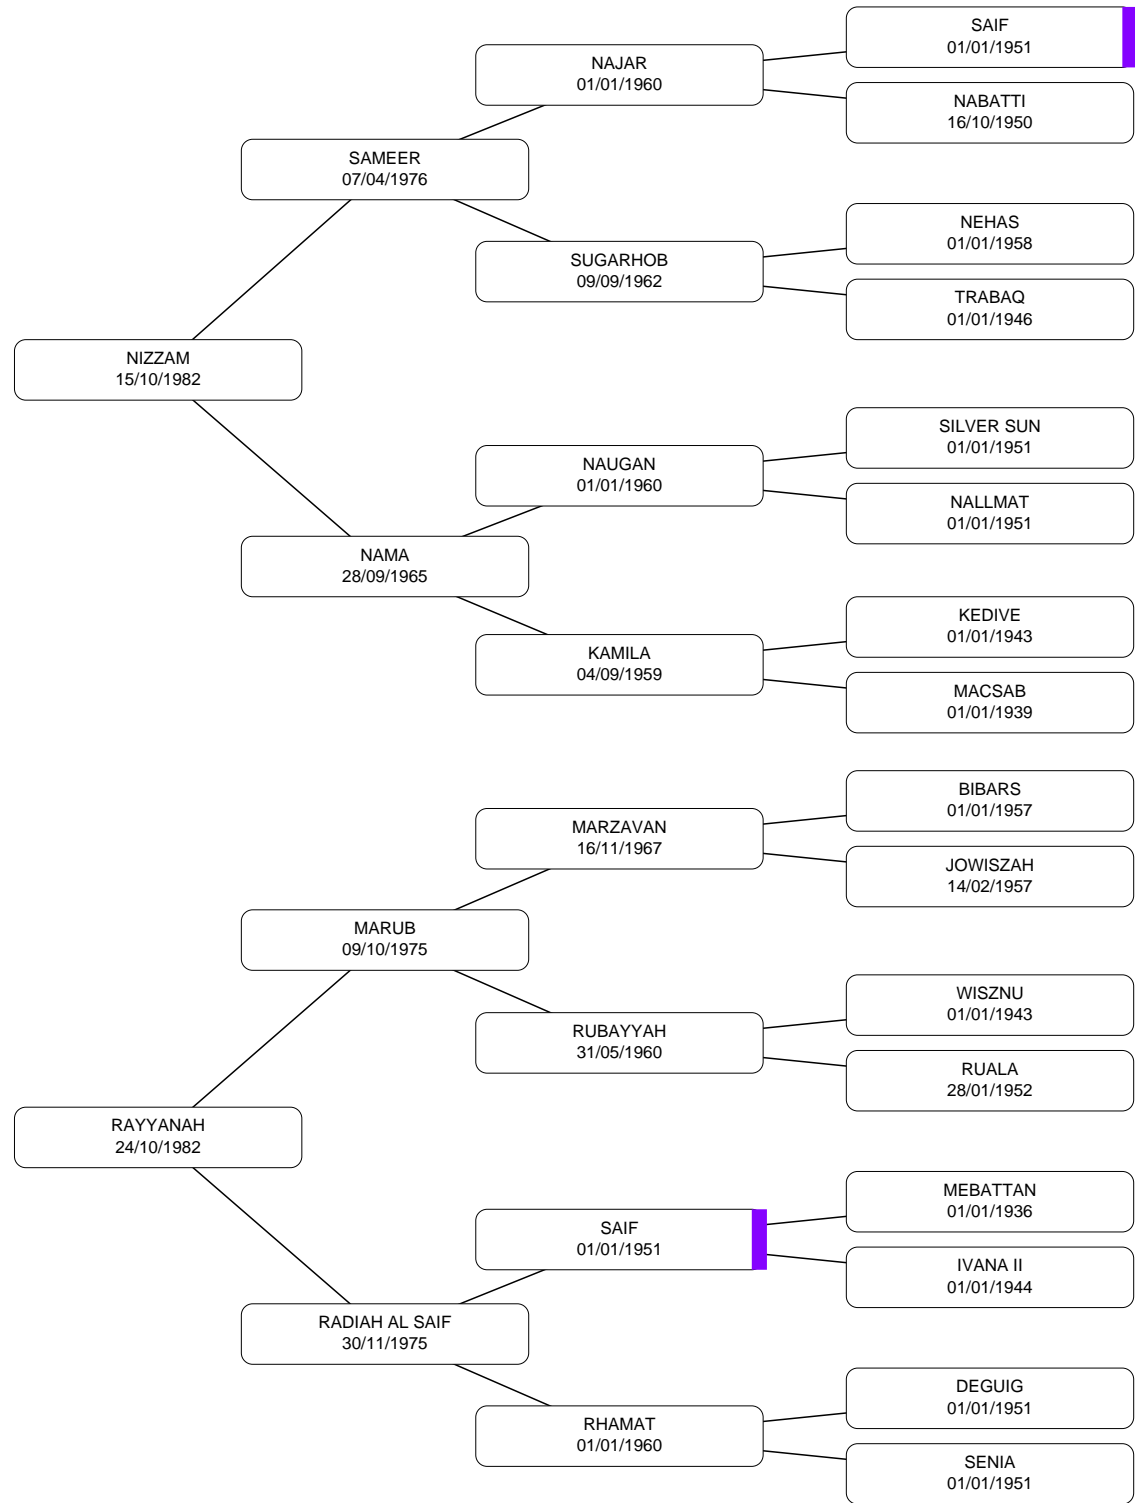 SAIF
01/01/1951
NAJAR
01/01/1960
NABATTI
16/10/1950
SAMEER
07/04/1976
NEHAS
01/01/1958
SUGARHOB
09/09/1962
TRABAQ
01/01/1946
NIZZAM
15/10/1982
SILVER SUN
01/01/1951
NAUGAN
01/01/1960
NALLMAT
01/01/1951
NAMA
28/09/1965
KEDIVE
01/01/1943
KAMILA
04/09/1959
MACSAB
01/01/1939
BIBARS
01/01/1957
MARZAVAN
16/11/1967
JOWISZAH
14/02/1957
MARUB
09/10/1975
WISZNU
01/01/1943
RUBAYYAH
31/05/1960
RUALA
28/01/1952
RAYYANAH
24/10/1982
MEBATTAN
01/01/1936
SAIF
01/01/1951
IVANA II
01/01/1944
RADIAH AL SAIF
30/11/1975
DEGUIG
01/01/1951
RHAMAT
01/01/1960
SENIA
01/01/1951